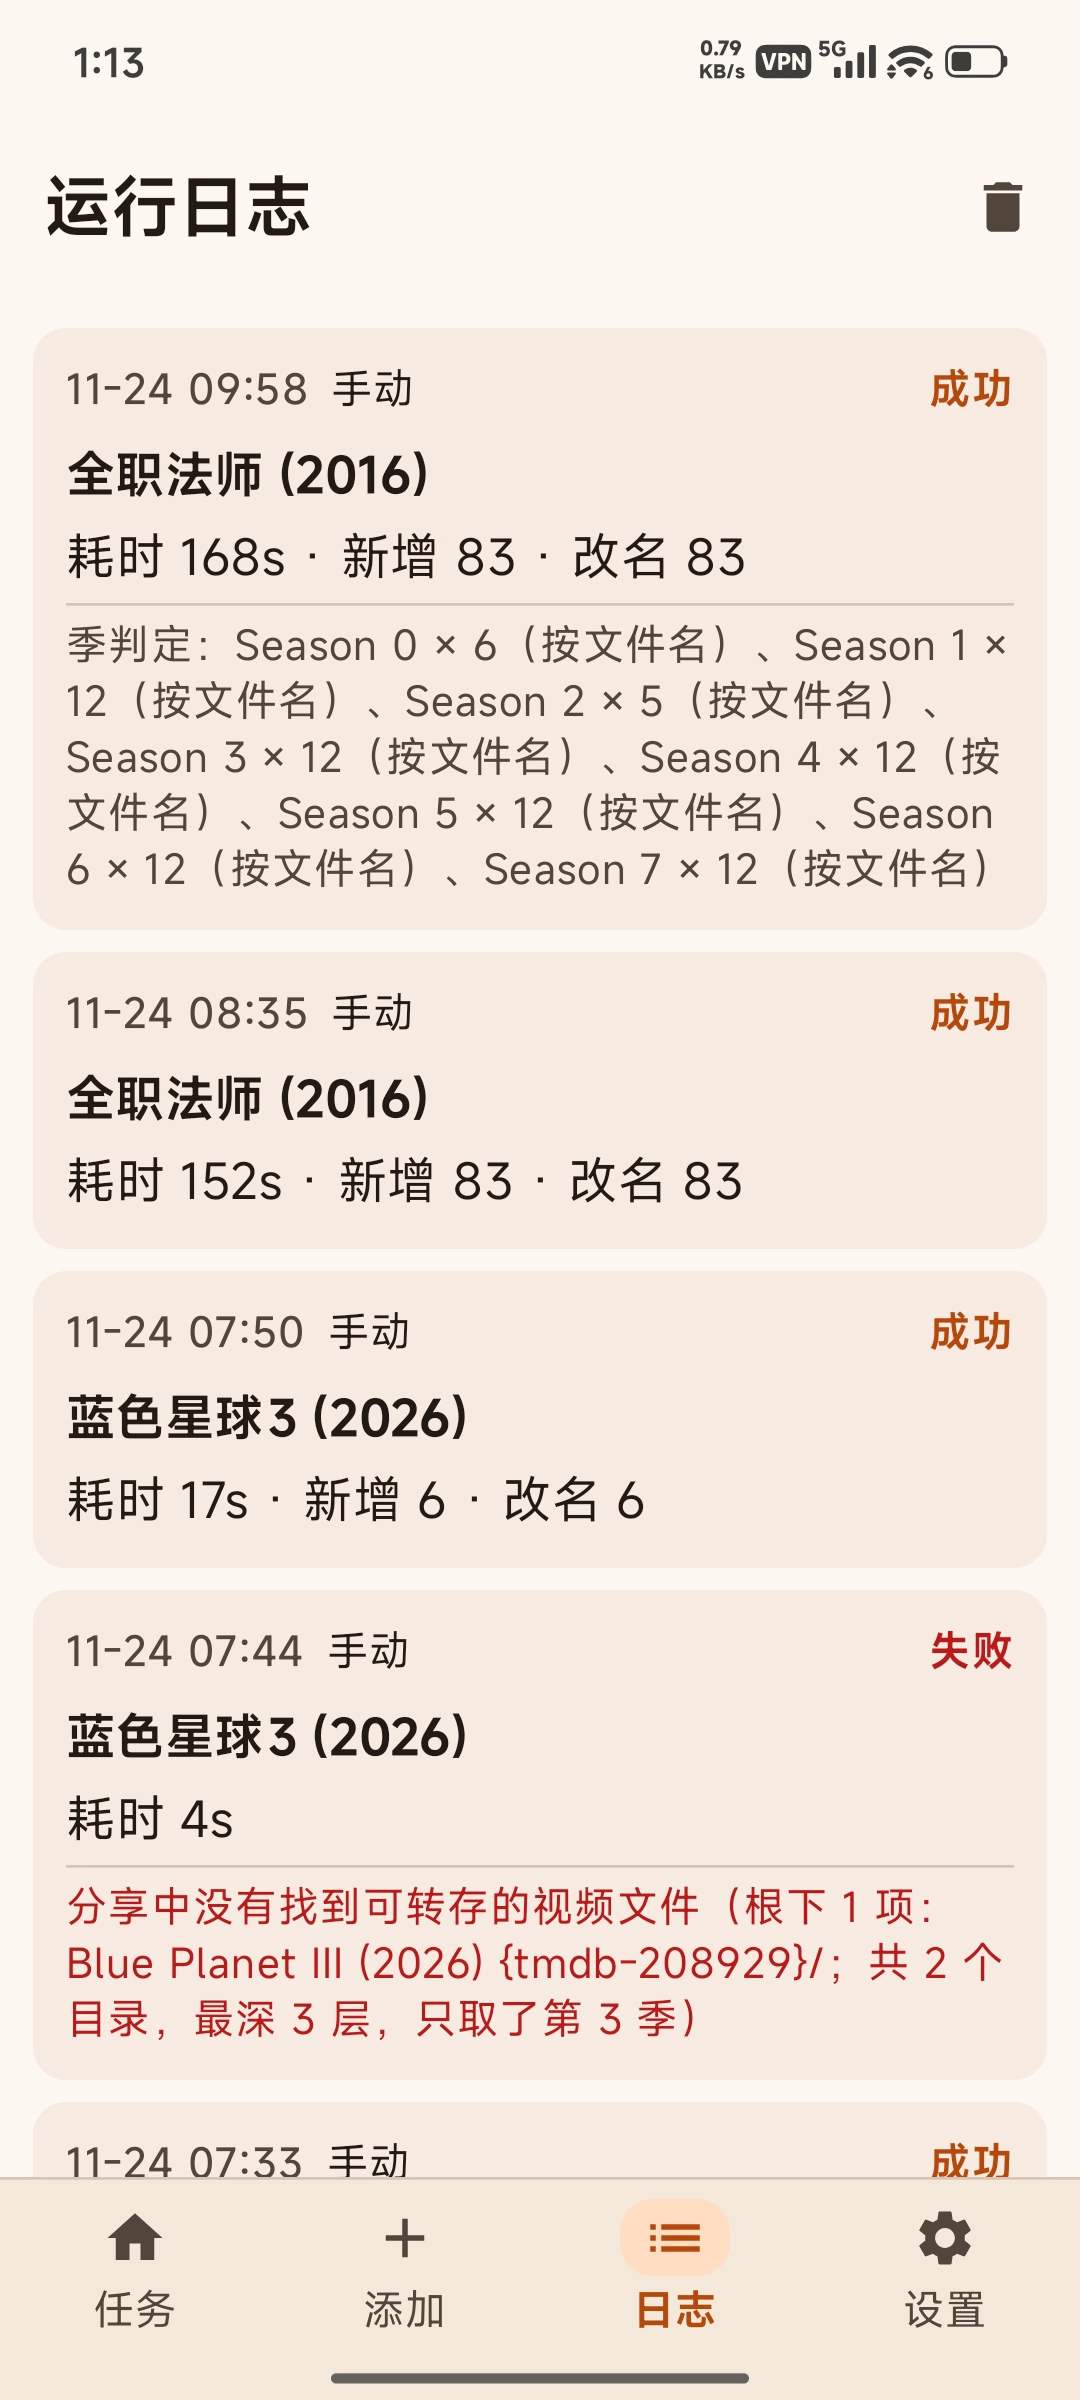 1:13
0.79 KB/s VPN 5G 6
运行日志
11-24 09:58 手动 成功
全职法师 (2016)
耗时 168s · 新增 83 · 改名 83
季判定：Season 0 × 6（按文件名）、Season 1 ×
12（按文件名）、Season 2 × 5（按文件名）、
Season 3 × 12（按文件名）、Season 4 × 12（按
文件名）、Season 5 × 12（按文件名）、Season
6 × 12（按文件名）、Season 7 × 12（按文件名）
11-24 08:35 手动 成功
全职法师 (2016)
耗时 152s · 新增 83 · 改名 83
11-24 07:50 手动 成功
蓝色星球3 (2026)
耗时 17s · 新增 6 · 改名 6
11-24 07:44 手动 失败
蓝色星球3 (2026)
耗时 4s
分享中没有找到可转存的视频文件（根下 1 项：
Blue Planet III (2026) {tmdb-208929}/；共 2 个
目录，最深 3 层，只取了第 3 季）
11-24 07:33 手动 成功
任务 添加 日志 设置